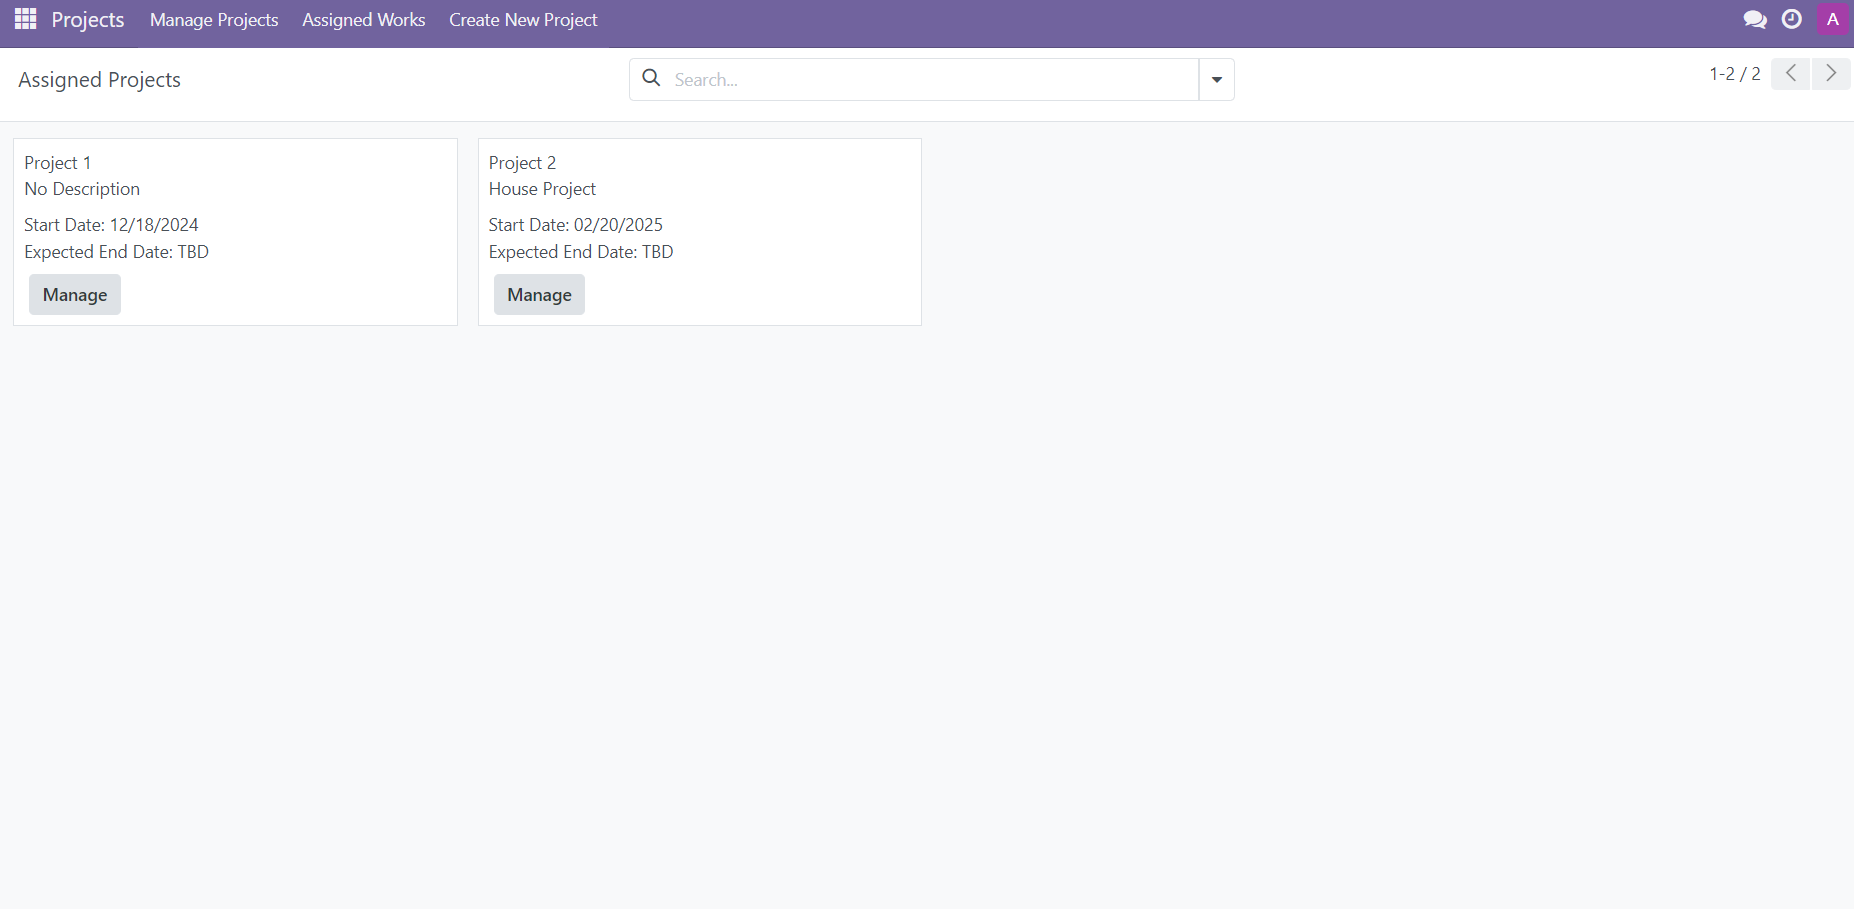 Projects Manage Projects Assigned Works Create New Project A
Assigned Projects Search... 1-2 / 2
Project 1
No Description
Start Date: 12/18/2024
Expected End Date: TBD
Manage
Project 2
House Project
Start Date: 02/20/2025
Expected End Date: TBD
Manage